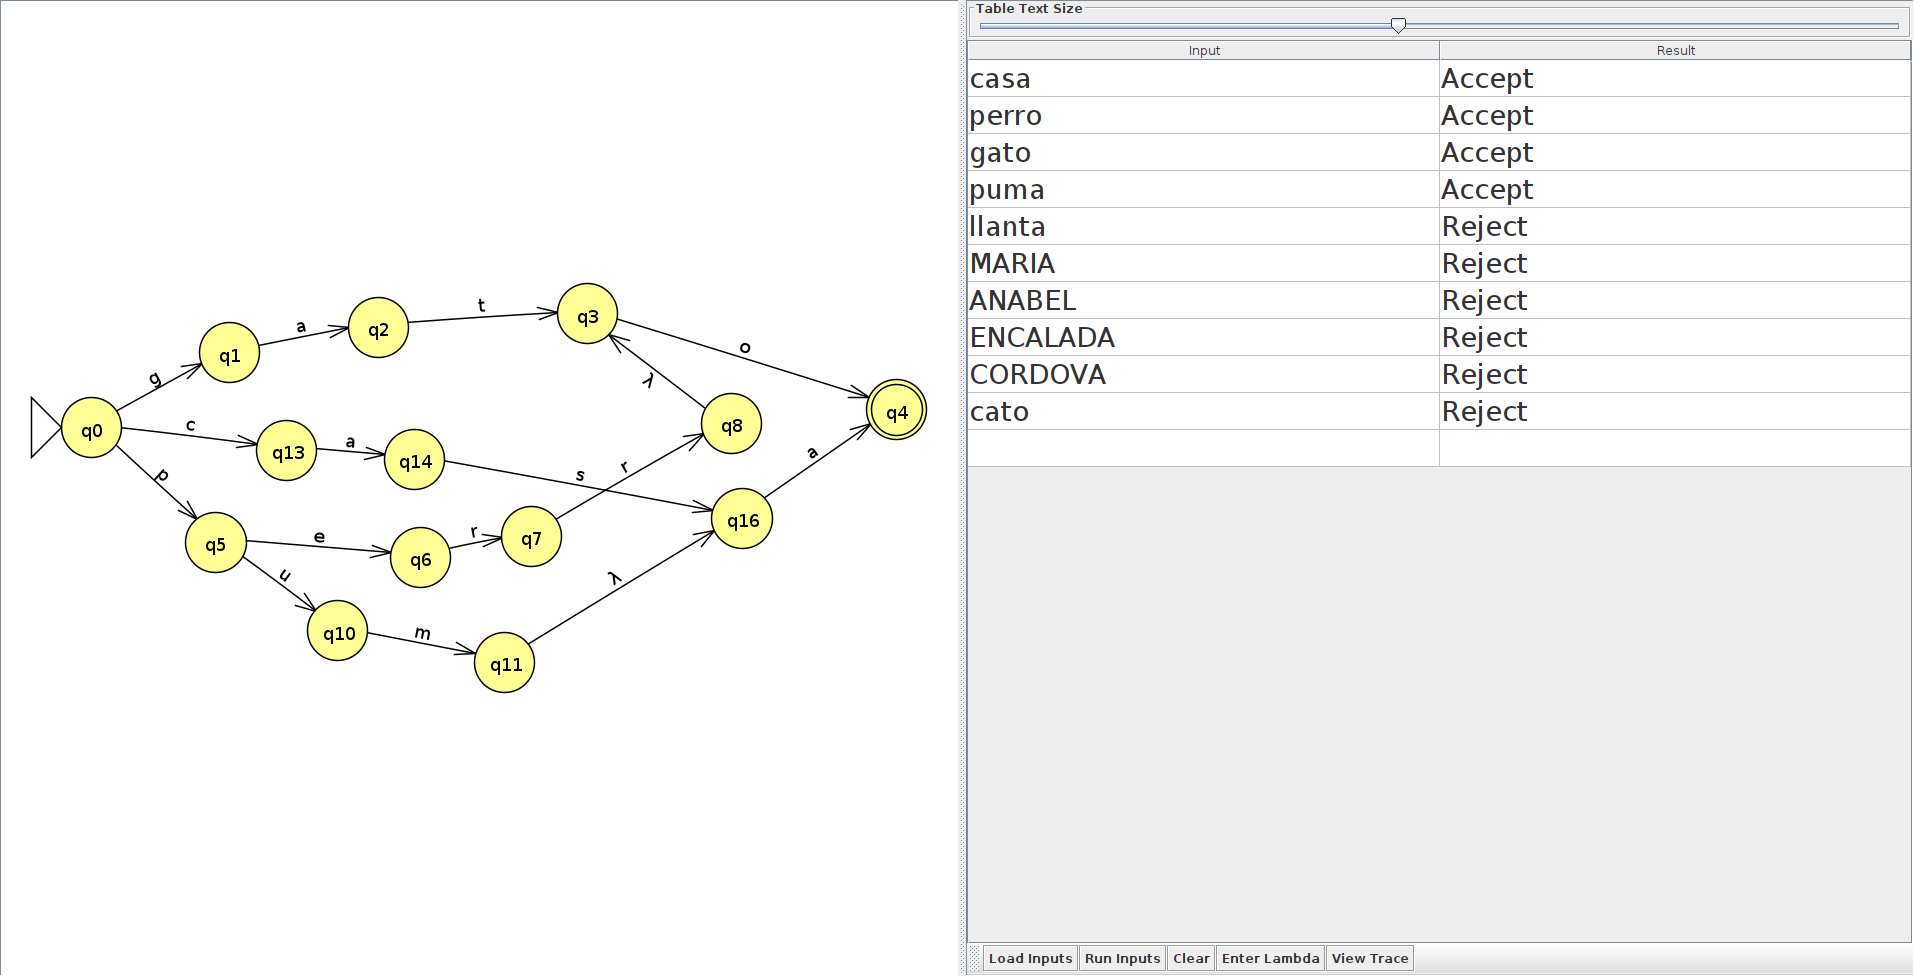 Table Text Size
Input Result
casa Accept
perro Accept
gato Accept
puma Accept
llanta Reject
MARIA Reject
ANABEL Reject
ENCALADA Reject
CORDOVA Reject
cato Reject
Load Inputs Run Inputs Clear Enter Lambda View Trace
q3
t
q2
a
q1
o
g
λ
q4
q0
c
q13
a
q14
q8
a
s
r
p
q16
q5
e
q6
r
q7
u
λ
q10
m
q11